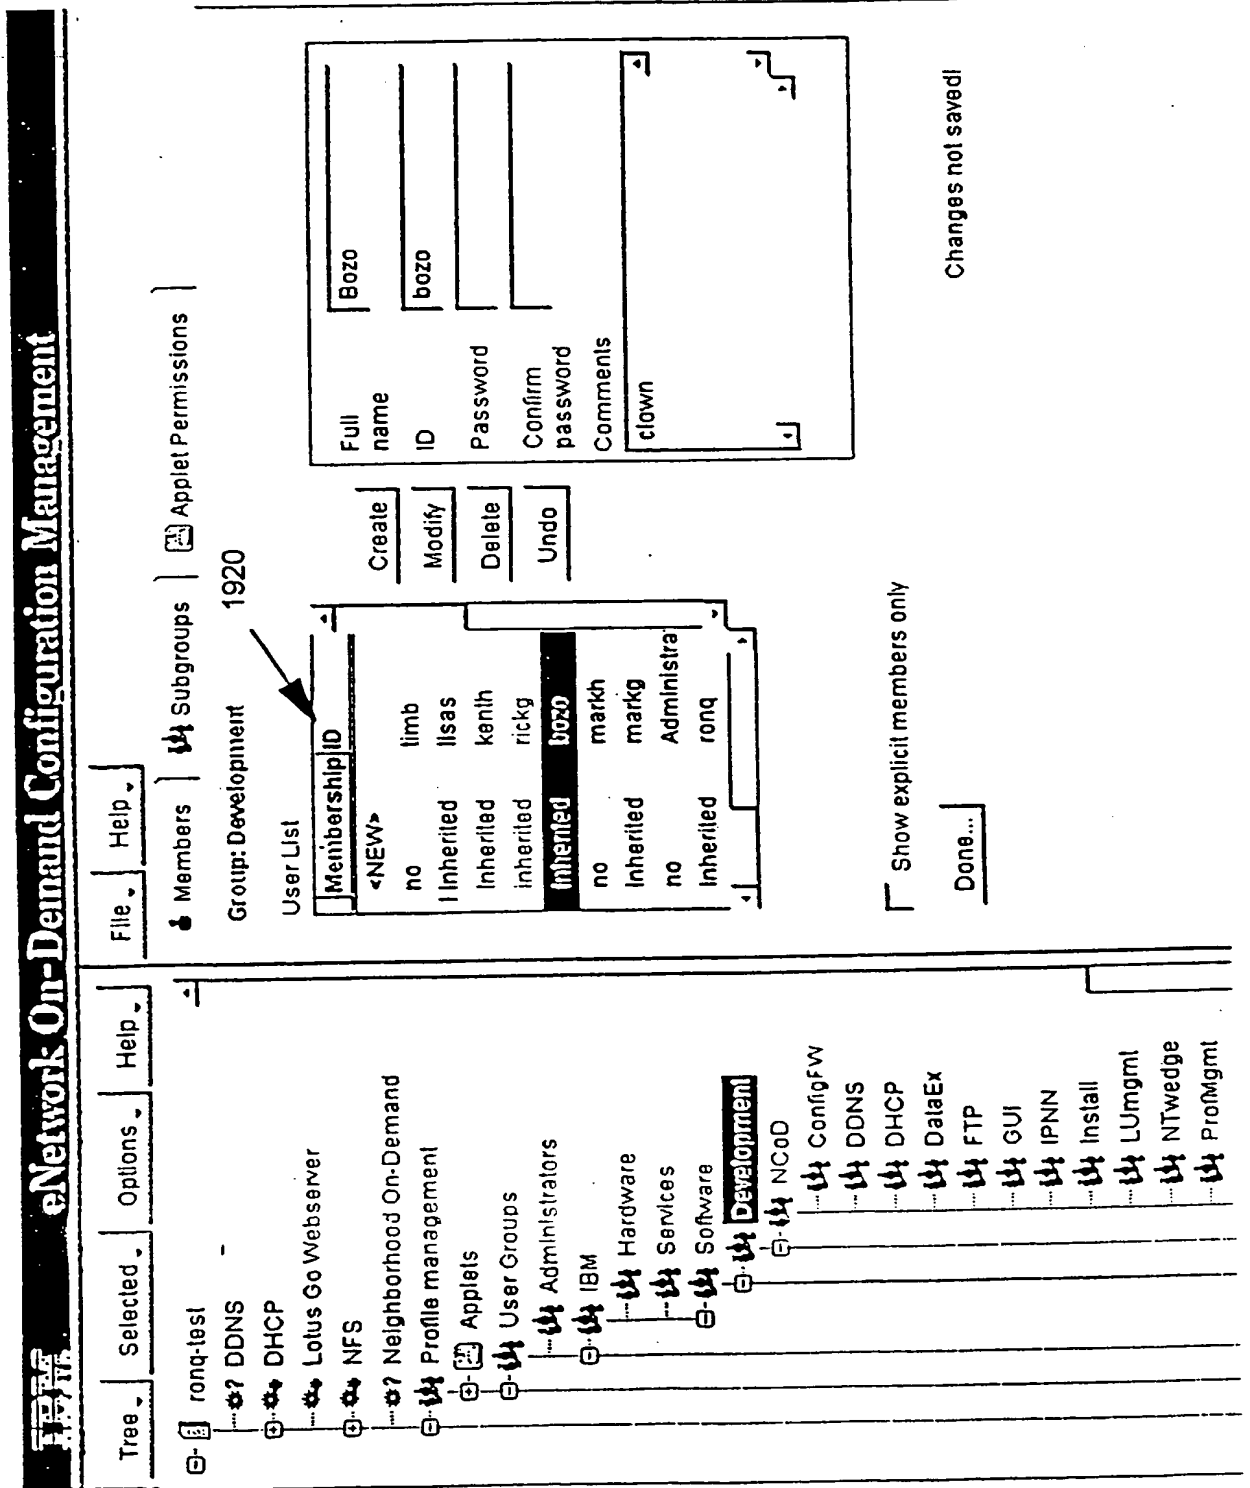 IBM eNetwork On-Demand Configuration Management
Tree Selected Options Help
ronq-test
? DDNS
DHCP
Lotus Go Webserver
NFS
? Neighborhood On-Demand
Profile management
Applets
User Groups
Administrators
IBM
Hardware
Services
Software
Development
NCoD
ConfigFW
DDNS
DHCP
DataEx
FTP
GUI
IPNN
Install
LUmgmt
NTwedge
ProfMgmt
File Help
Members Subgroups Applet Permissions
Group: Development
1920
User List
Membership ID
<NEW>
no timb
Inherited lisas
Inherited kenth
inherited rickg
Inherited bozo
no markh
Inherited markg
no Administra
Inherited ronq
Create
Modify
Delete
Undo
Full name Bozo
ID bozo
Password
Confirm password
Comments
clown
Show explicit members only
Done...
Changes not saved!